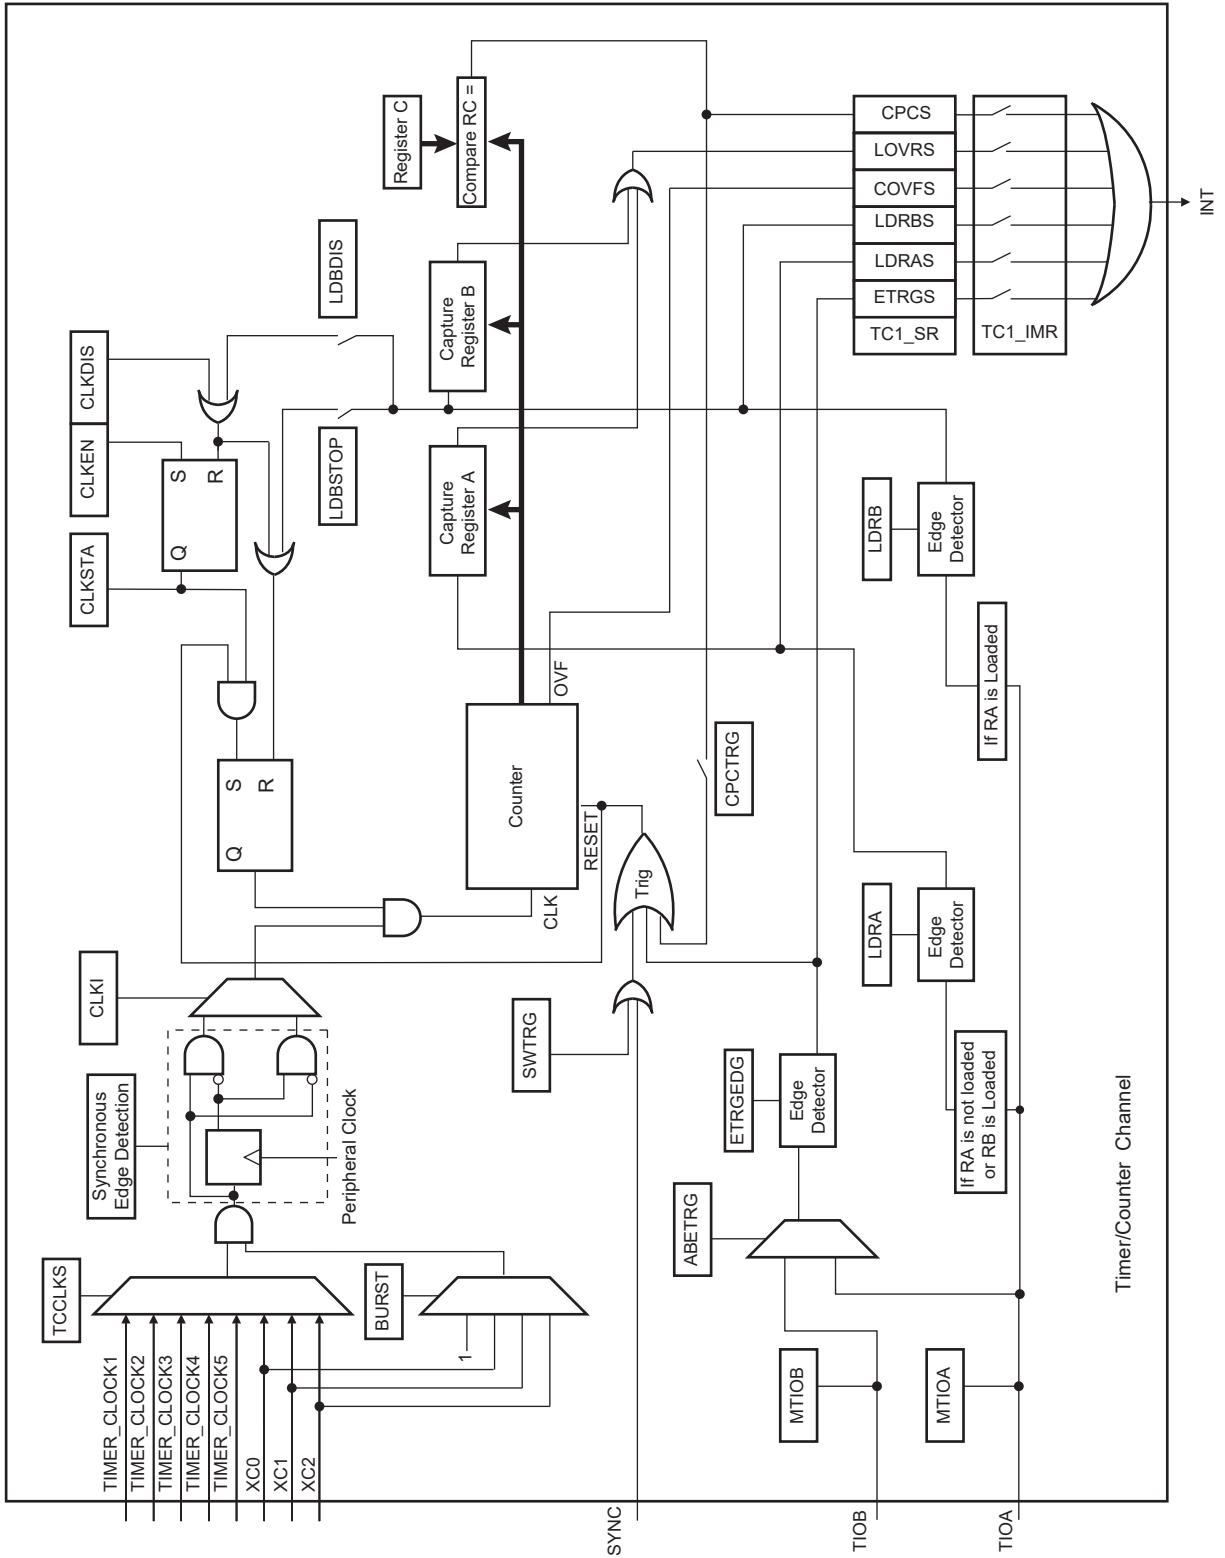 Register C
Compare RC =
CPCS
LOVRS
COVFS
LDRBS
LDRAS
ETRGS
TC1_SR
TC1_IMR
INT
LDBDIS
Capture
Register B
CLKDIS
CLKEN
S
R
Q
LDBSTOP
Capture
Register A
CLKSTA
LDRB
Edge
Detector
If RA is Loaded
OVF
Counter
RESET
CLK
CPCTRG
S
R
Q
Trig
LDRA
Edge
Detector
CLKI
SWTRG
ETRGEDG
Edge
Detector
If RA is not loaded
or RB is Loaded
Synchronous
Edge Detection
Peripheral Clock
Timer/Counter Channel
TCCLKS
BURST
ABETRG
1
MTIOB
MTIOA
TIMER_CLOCK1
TIMER_CLOCK2
TIMER_CLOCK3
TIMER_CLOCK4
TIMER_CLOCK5
XC0
XC1
XC2
SYNC
TIOB
TIOA